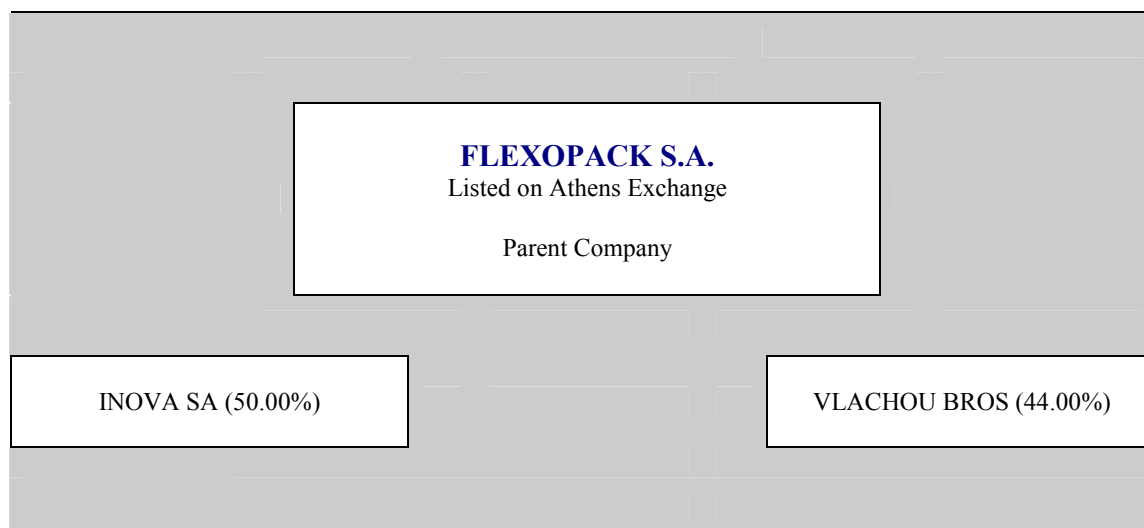 FLEXOPACK S.A.
Listed on Athens Exchange
Parent Company
INOVA SA (50.00%)
VLACHOU BROS (44.00%)